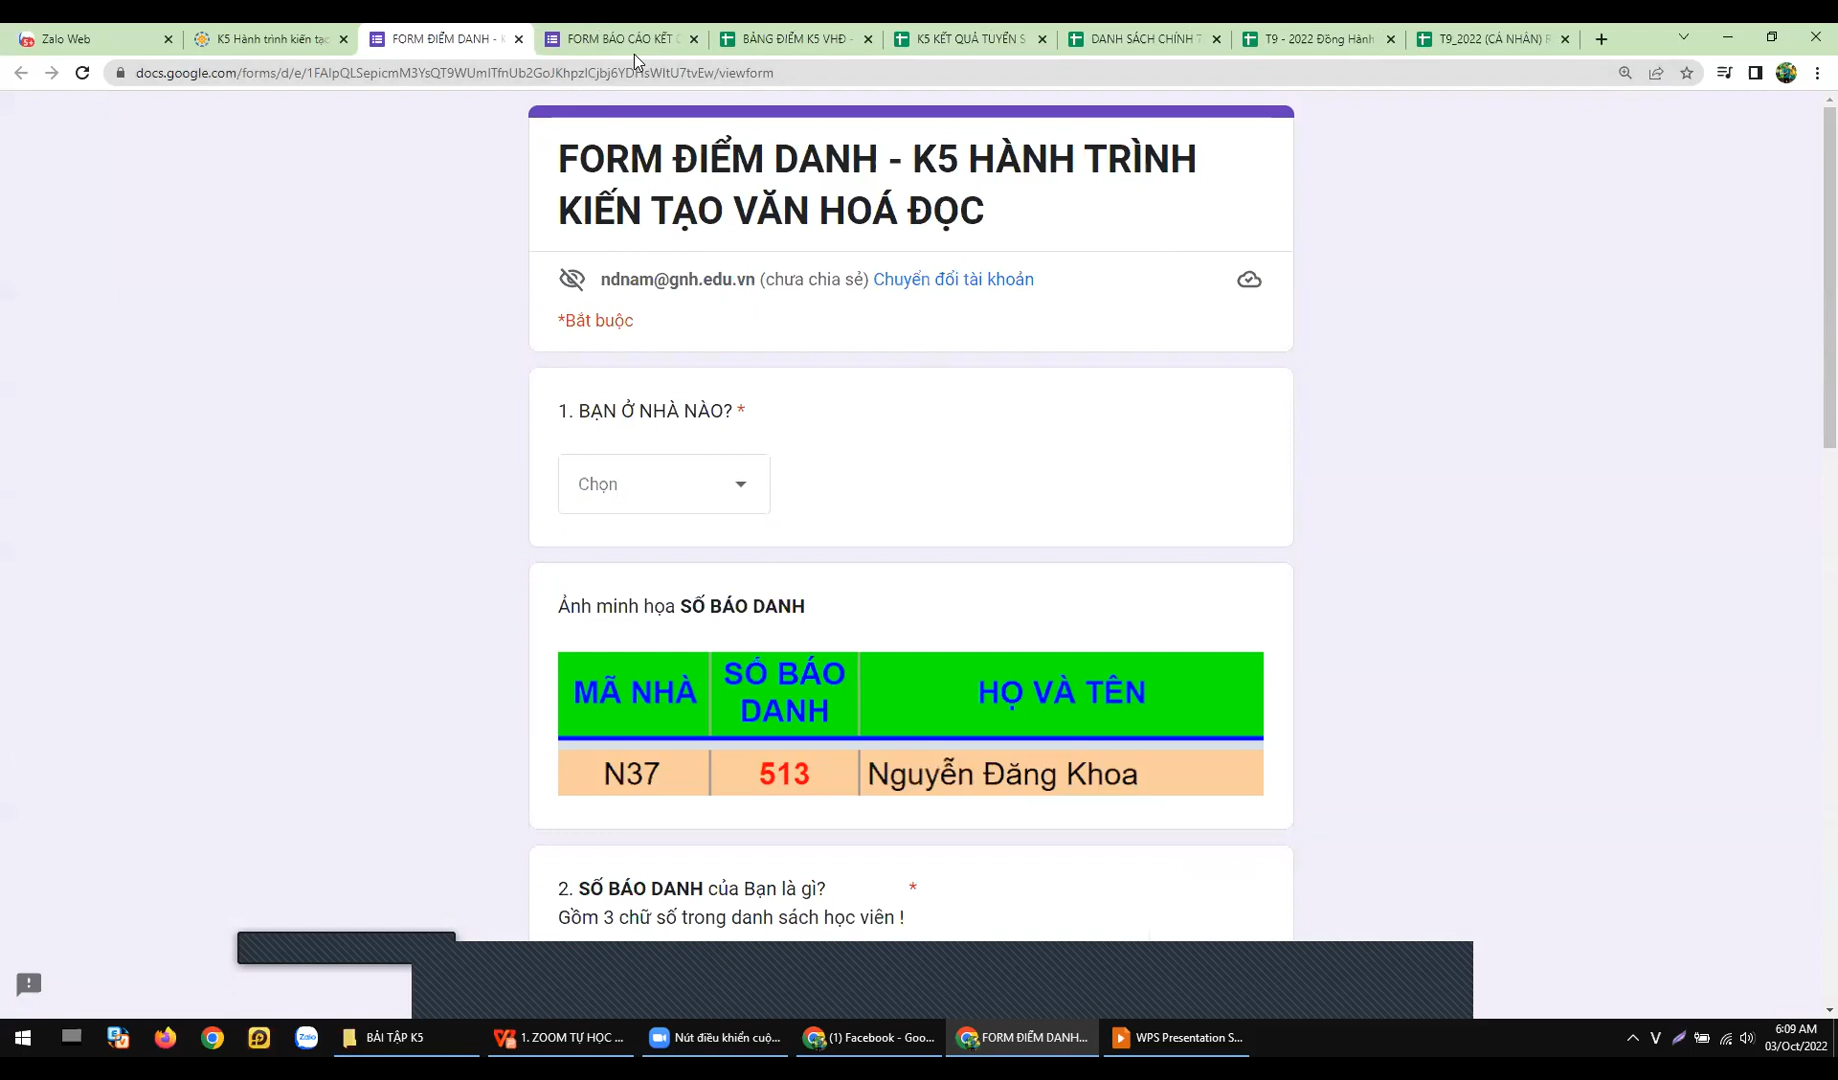 Zalo Web
K5 Hành trình kiến tạo
FORM ĐIỂM DANH - K
FORM BÁO CÁO KẾT C
BẢNG ĐIỂM K5 VHĐ -
K5 KẾT QUẢ TUYỂN S
DANH SÁCH CHÍNH T
T9 - 2022 Đồng Hành
T9_2022 (CÁ NHÂN)
FORM ĐIỂM DANH - K5 HÀNH TRÌNH
KIẾN TẠO VĂN HOÁ ĐỌC
ndnam@gnh.edu.vn (chưa chia sẻ) Chuyển đổi tài khoản
*Bắt buộc
1. BẠN Ở NHÀ NÀO? *
Chọn
Ảnh minh họa SỐ BÁO DANH
MÃ NHÀ
SỐ BÁO
DANH
HỌ VÀ TÊN
N37
513
Nguyễn Đăng Khoa
2. SỐ BÁO DANH của Bạn là gì? *
Gồm 3 chữ số trong danh sách học viên !
BÀI TẬP K5
1. ZOOM TỰ HỌC ...
Nút điều khiển cuộ...
(1) Facebook - Goo...
FORM ĐIỂM DANH...
WPS Presentation S...
V
6:09 AM
03/Oct/2022